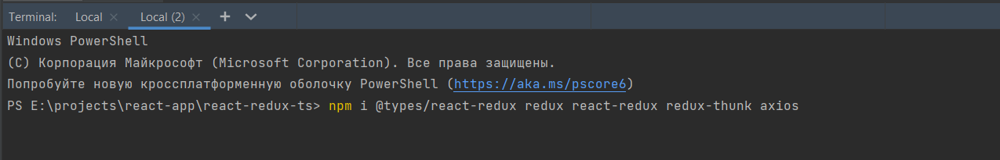 Terminal: Local × Local (2) × +
Windows PowerShell
(C) Корпорация Майкрософт (Microsoft Corporation). Все права защищены.
Попробуйте новую кроссплатформенную оболочку PowerShell (https://aka.ms/pscore6)
PS E:\projects\react-app\react-redux-ts> npm i @types/react-redux redux react-redux redux-thunk axios